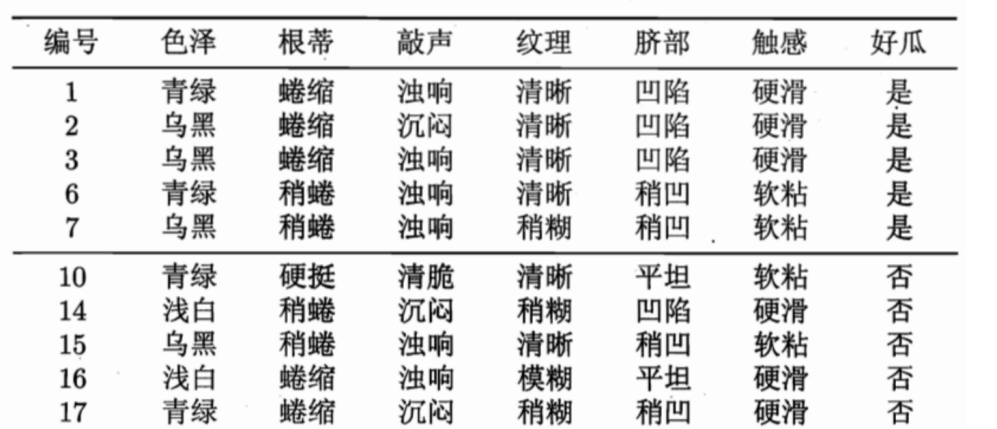 编号 色泽 根蒂 敲声 纹理 脐部 触感 好瓜
1 青绿 蜷缩 浊响 清晰 凹陷 硬滑 是
2 乌黑 蜷缩 沉闷 清晰 凹陷 硬滑 是
3 乌黑 蜷缩 浊响 清晰 凹陷 硬滑 是
6 青绿 稍蜷 浊响 清晰 稍凹 软粘 是
7 乌黑 稍蜷 浊响 稍糊 稍凹 软粘 是
10 青绿 硬挺 清脆 清晰 平坦 软粘 否
14 浅白 稍蜷 沉闷 稍糊 凹陷 硬滑 否
15 乌黑 稍蜷 浊响 清晰 稍凹 软粘 否
16 浅白 蜷缩 浊响 模糊 平坦 硬滑 否
17 青绿 蜷缩 沉闷 稍糊 稍凹 硬滑 否